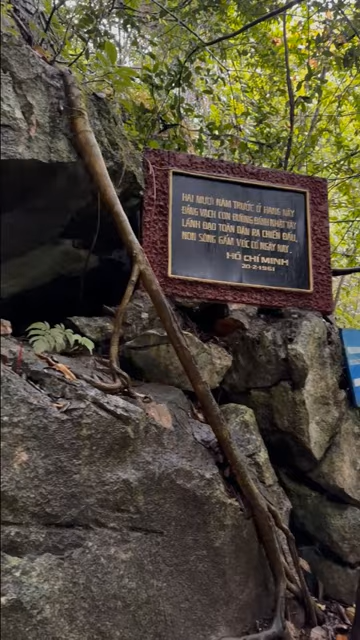 HAI MƯƠI NĂM TRƯỚC Ở HANG NÀY
ĐẢNG VẠCH CON ĐƯỜNG ĐÁNH NHẬT TÂY
LÃNH ĐẠO TOÀN DÂN RA CHIẾN ĐẤU,
NON SÔNG GẤM VÓC CÓ NGÀY NAY.
HỒ CHÍ MINH
20-2-1961